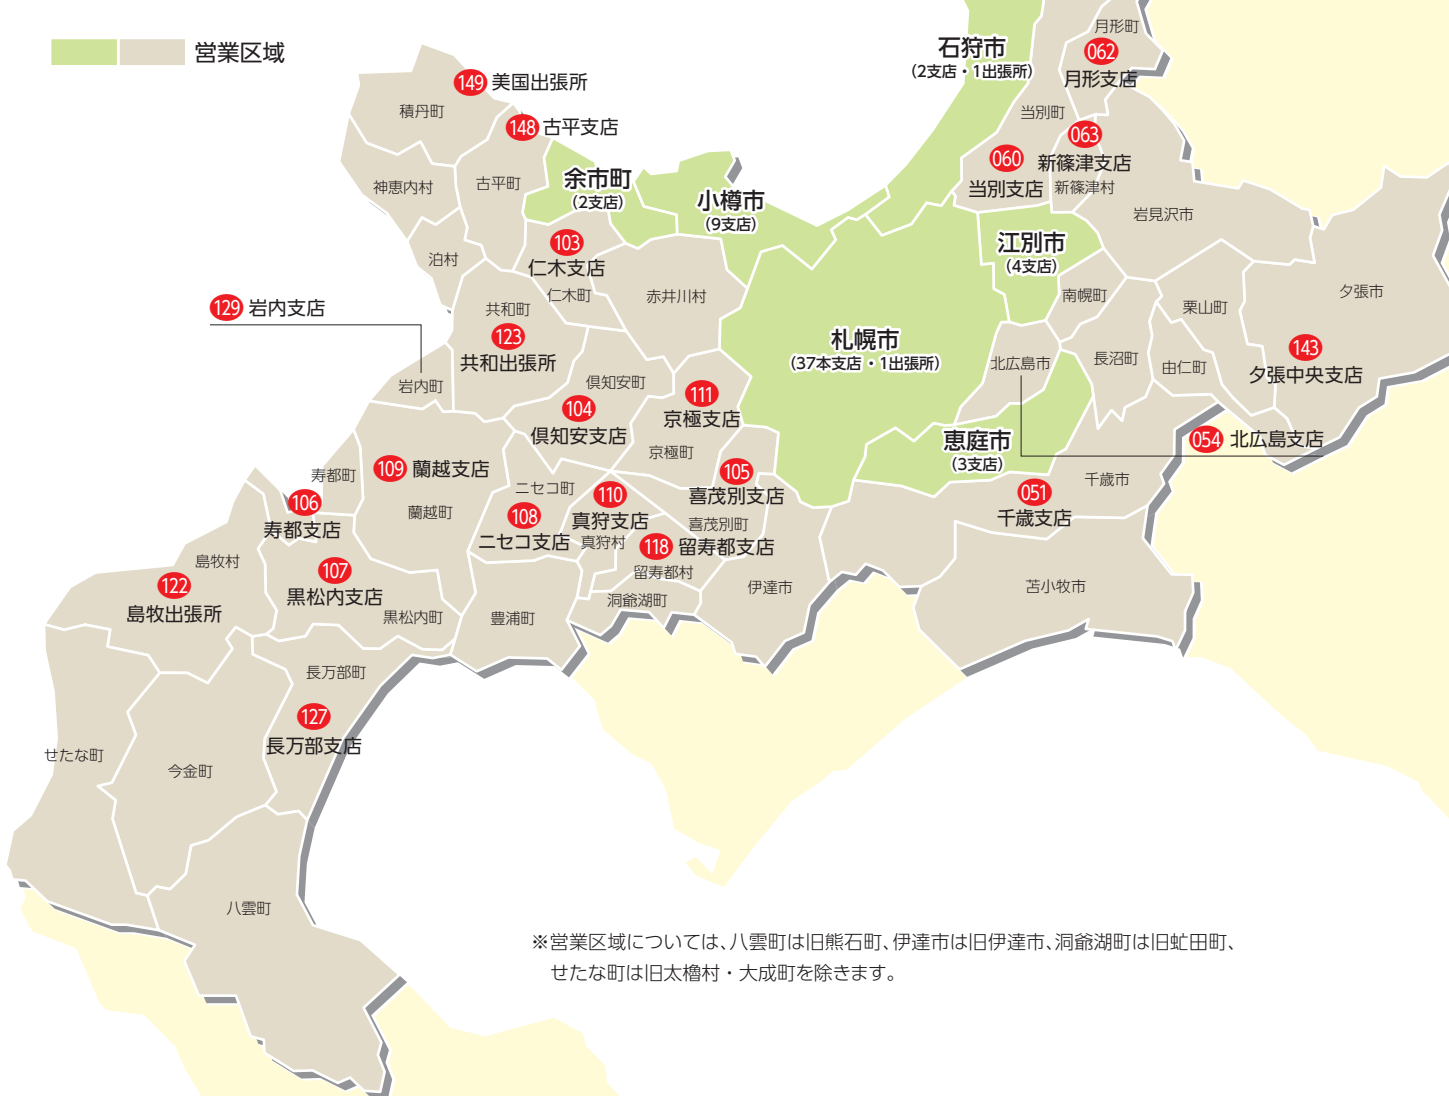 営業区域
石狩市
(2支店・1出張所)
月形町
062
月形支店
149 美国出張所
積丹町
148 古平支店
当別町
063
新篠津支店
新篠津村
060
当別支店
神恵内村
古平町
余市町
(2支店)
小樽市
(9支店)
岩見沢市
江別市
(4支店)
泊村
103
仁木支店
仁木町
赤井川村
南幌町
栗山町
夕張市
129 岩内支店
共和町
123
共和出張所
札幌市
(37本支店・1出張所)
北広島市
長沼町
由仁町
143
夕張中央支店
岩内町
倶知安町
104
倶知安支店
111
京極支店
京極町
恵庭市
(3支店)
054 北広島支店
寿都町
109 蘭越支店
蘭越町
105
喜茂別支店
喜茂別町
千歳市
051
千歳支店
106
寿都支店
ニセコ町
108
ニセコ支店
110
真狩支店
真狩村
118 留寿都支店
留寿都村
島牧村
122
島牧出張所
107
黒松内支店
黒松内町
豊浦町
洞爺湖町
伊達市
苫小牧市
長万部町
127
長万部支店
せたな町
今金町
八雲町
※営業区域については、八雲町は旧熊石町、伊達市は旧伊達市、洞爺湖町は旧虻田町、
せたな町は旧太櫓村・大成町を除きます。